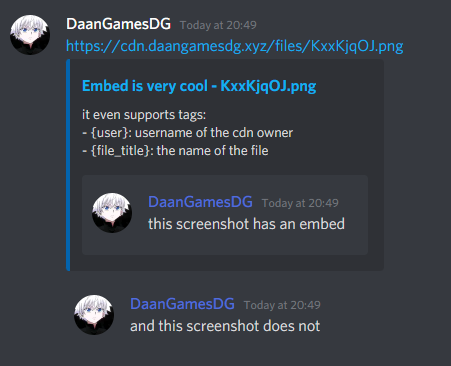 DaanGamesDG Today at 20:49
https://cdn.daangamesdg.xyz/files/KxxKjqOJ.png
Embed is very cool - KxxKjqOJ.png
it even supports tags:
- {user}: username of the cdn owner
- {file_title}: the name of the file
DaanGamesDG Today at 20:49
this screenshot has an embed
DaanGamesDG Today at 20:49
and this screenshot does not